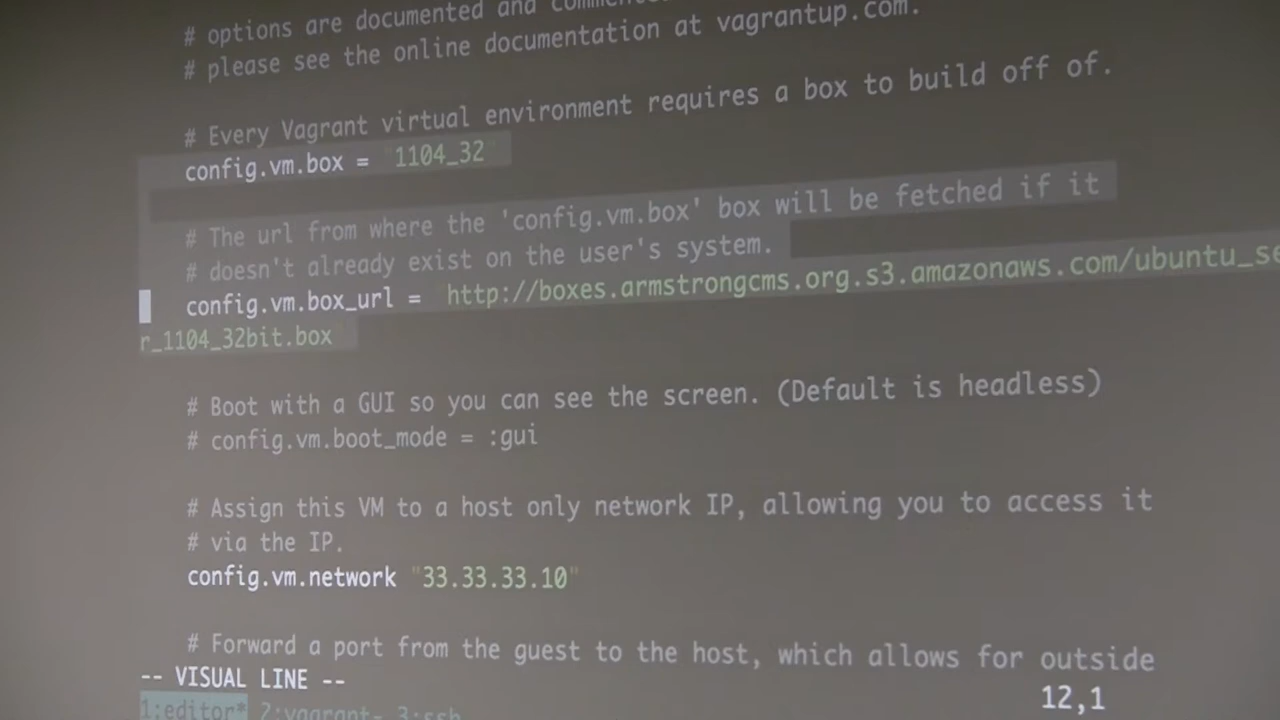 # options are documented and
# please see the online documentation at vagrantup.com.
# Every Vagrant virtual environment requires a box to build off of.
config.vm.box = "1104_32"
# The url from where the 'config.vm.box' box will be fetched if it
# doesn't already exist on the user's system.
config.vm.box_url = "http://boxes.armstrongcms.org.s3.amazonaws.com/ubuntu_se
r_1104_32bit.box"
# Boot with a GUI so you can see the screen. (Default is headless)
# config.vm.boot_mode = :gui
# Assign this VM to a host only network IP, allowing you to access it
# via the IP.
config.vm.network "33.33.33.10"
# Forward a port from the guest to the host, which allows for outside
-- VISUAL LINE --
12,1
1:editor* 2:vagrant- 3:ssh